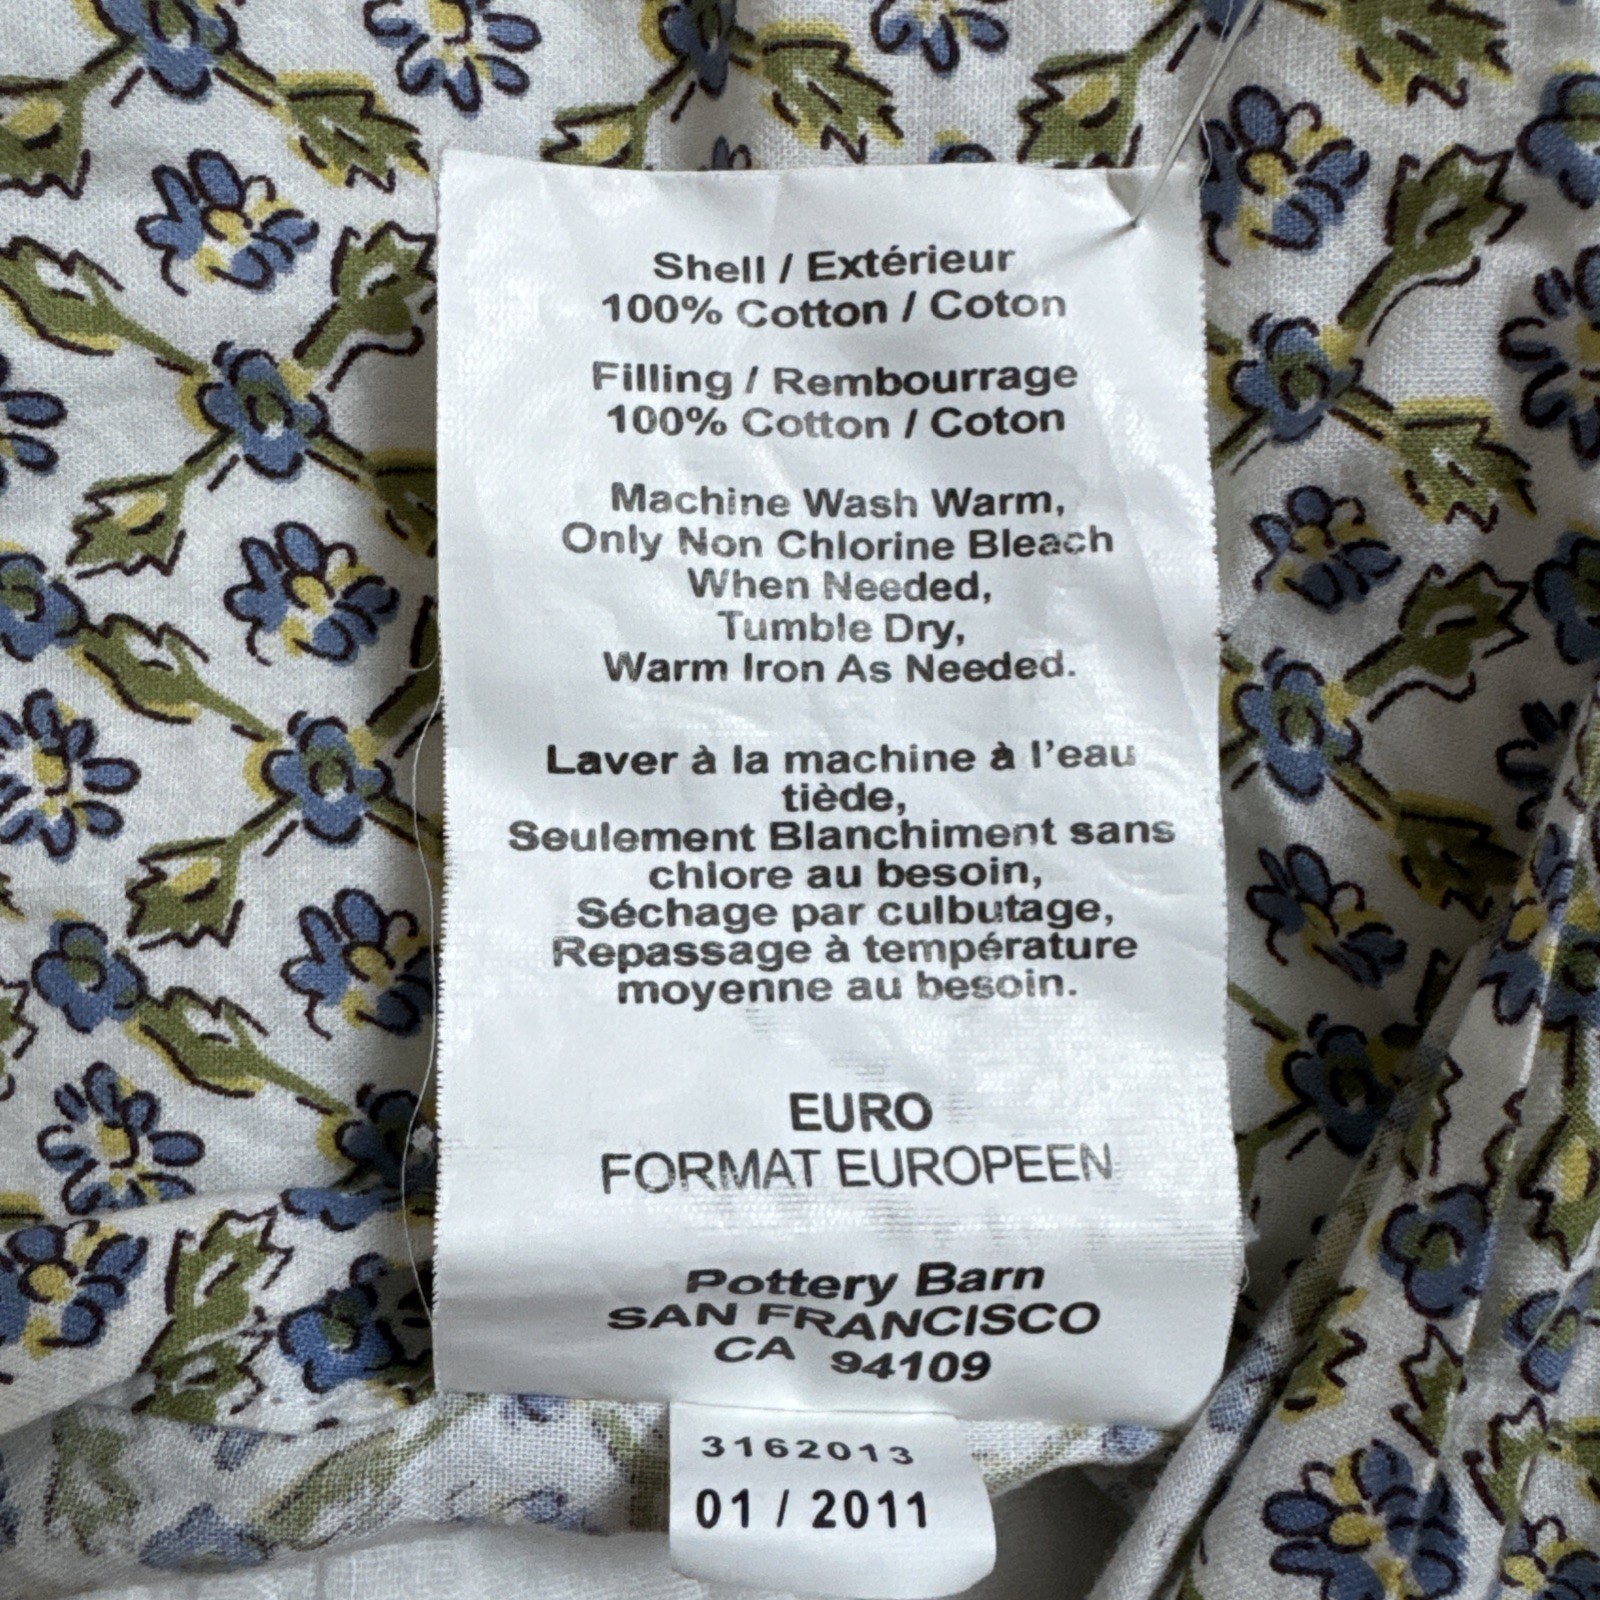 Shell / Extérieur
100% Cotton / Coton
Filling / Rembourrage
100% Cotton / Coton
Machine Wash Warm,
Only Non Chlorine Bleach
When Needed,
Tumble Dry,
Warm Iron As Needed.
Laver à la machine à l'eau
tiède,
Seulement Blanchiment sans
chlore au besoin,
Séchage par culbutage,
Repassage à température
moyenne au besoin.
EURO
FORMAT EUROPEEN
Pottery Barn
SAN FRANCISCO
CA 94109
3162013
01 / 2011